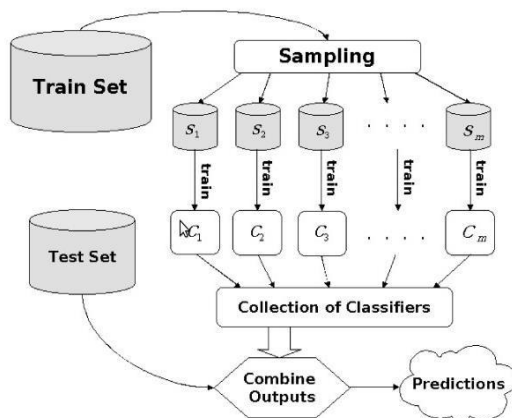 Sampling
Train Set
S1 S2 S3 . . . . Sm
train train train train train
C1 C2 C3 . . . . Cm
Test Set
Collection of Classifiers
Combine
Outputs
Predictions